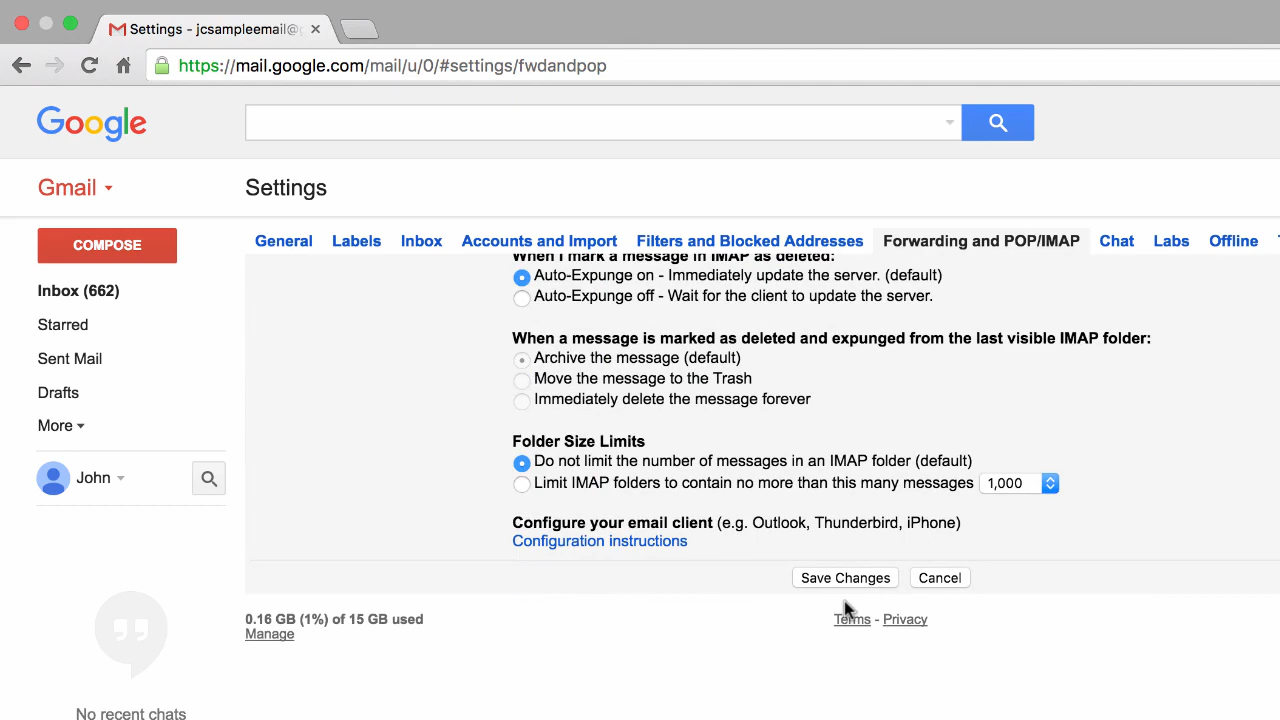 Settings - jcsampleemail@g
https://mail.google.com/mail/u/0/#settings/fwdandpop
Google
Gmail
Settings
COMPOSE
General Labels Inbox Accounts and Import Filters and Blocked Addresses Forwarding and POP/IMAP Chat Labs Offline
Inbox (662)
Starred
Sent Mail
Drafts
More
John
When I mark a message in IMAP as deleted:
Auto-Expunge on - Immediately update the server. (default)
Auto-Expunge off - Wait for the client to update the server.
When a message is marked as deleted and expunged from the last visible IMAP folder:
Archive the message (default)
Move the message to the Trash
Immediately delete the message forever
Folder Size Limits
Do not limit the number of messages in an IMAP folder (default)
Limit IMAP folders to contain no more than this many messages 1,000
Configure your email client (e.g. Outlook, Thunderbird, iPhone)
Configuration instructions
Save Changes Cancel
0.16 GB (1%) of 15 GB used
Manage
Terms - Privacy
No recent chats